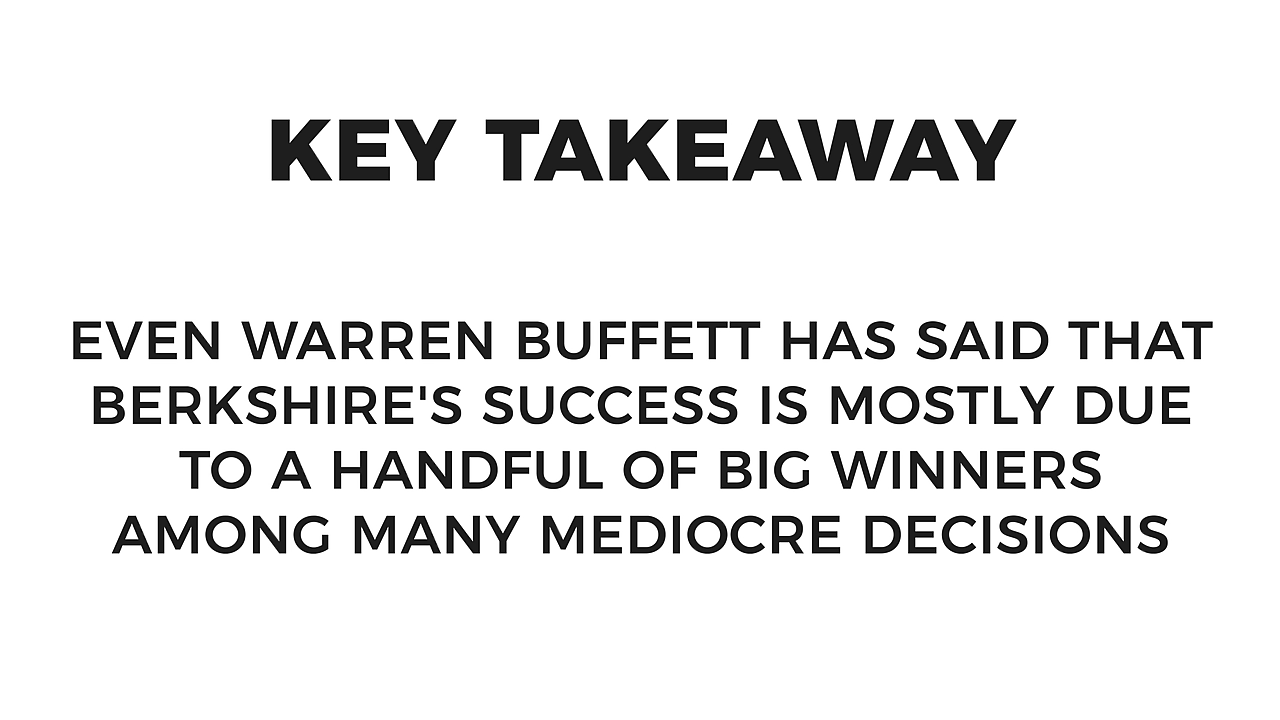 KEY TAKEAWAY
EVEN WARREN BUFFETT HAS SAID THAT
BERKSHIRE'S SUCCESS IS MOSTLY DUE
TO A HANDFUL OF BIG WINNERS
AMONG MANY MEDIOCRE DECISIONS